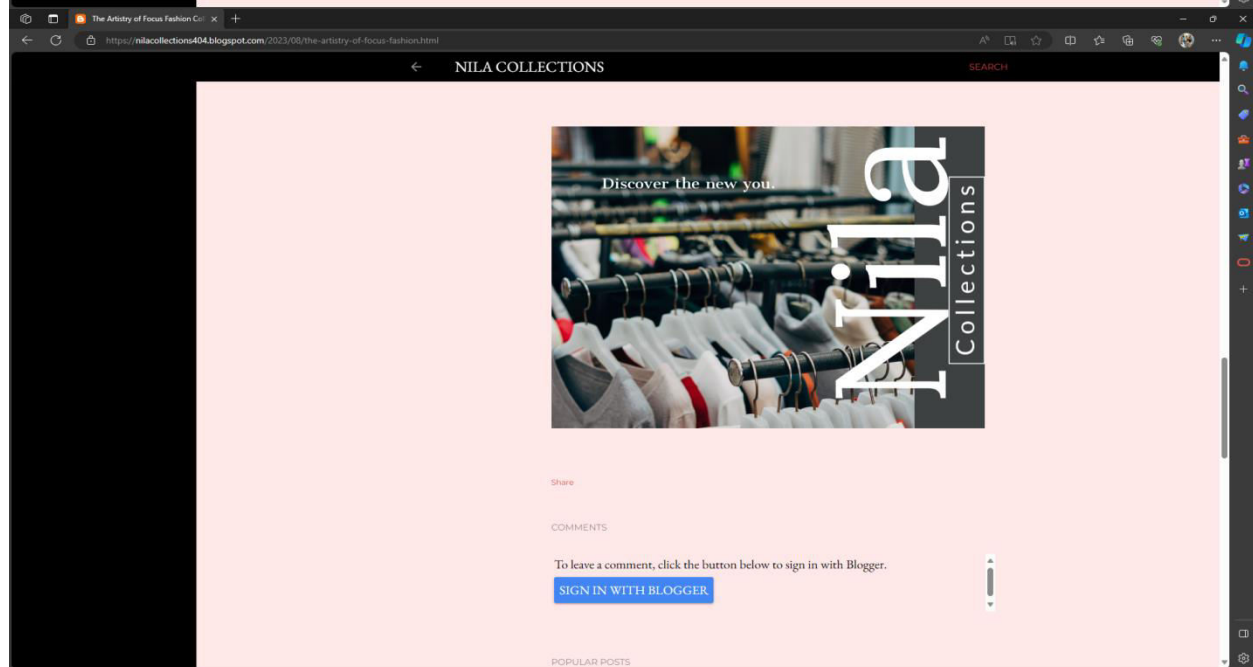 The Artistry of Focus Fashion Col
https://nilacollections404.blogspot.com/2023/08/the-artistry-of-focus-fashion.html
NILA COLLECTIONS
SEARCH
Discover the new you.
Nila
Collections
Share
COMMENTS
To leave a comment, click the button below to sign in with Blogger.
SIGN IN WITH BLOGGER
POPULAR POSTS